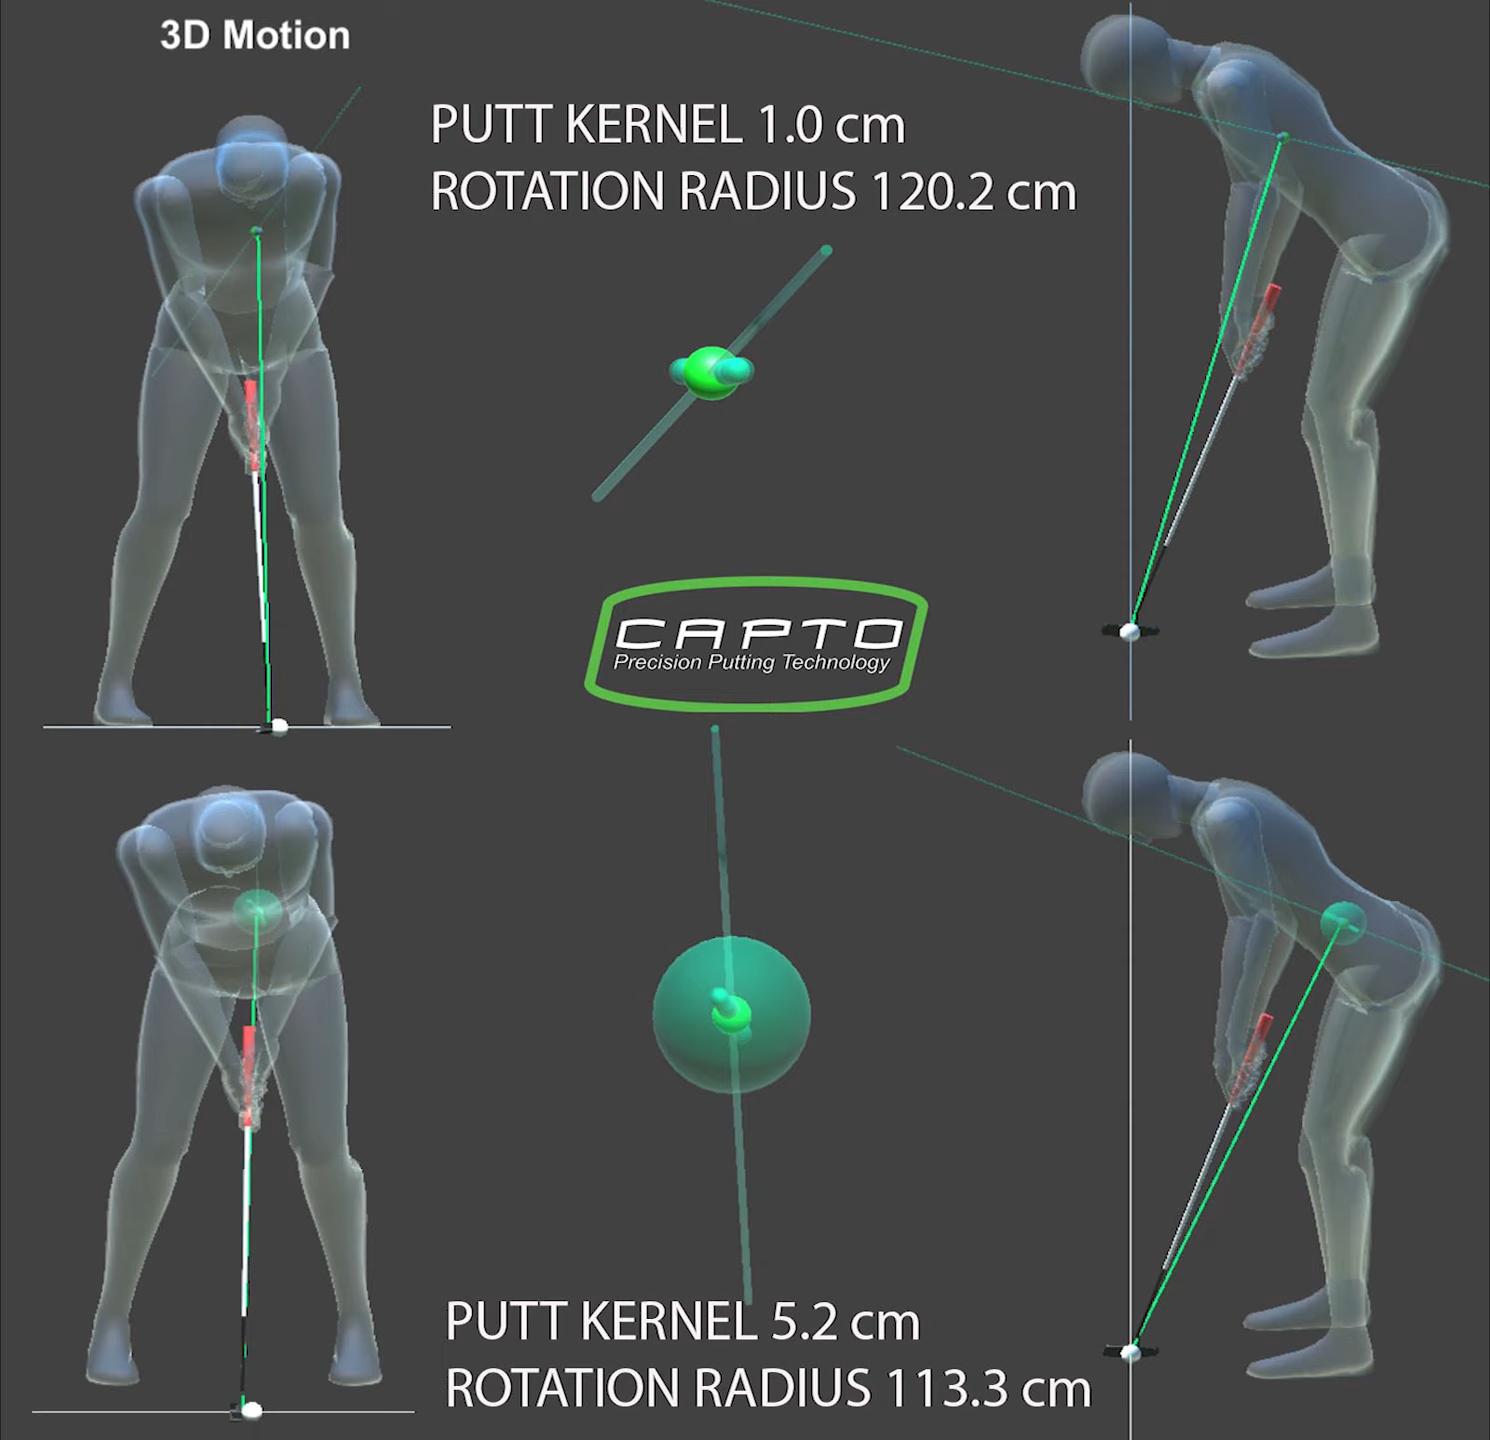 3D Motion
PUTT KERNEL 1.0 cm
ROTATION RADIUS 120.2 cm
CAPTO
Precision Putting Technology
PUTT KERNEL 5.2 cm
ROTATION RADIUS 113.3 cm